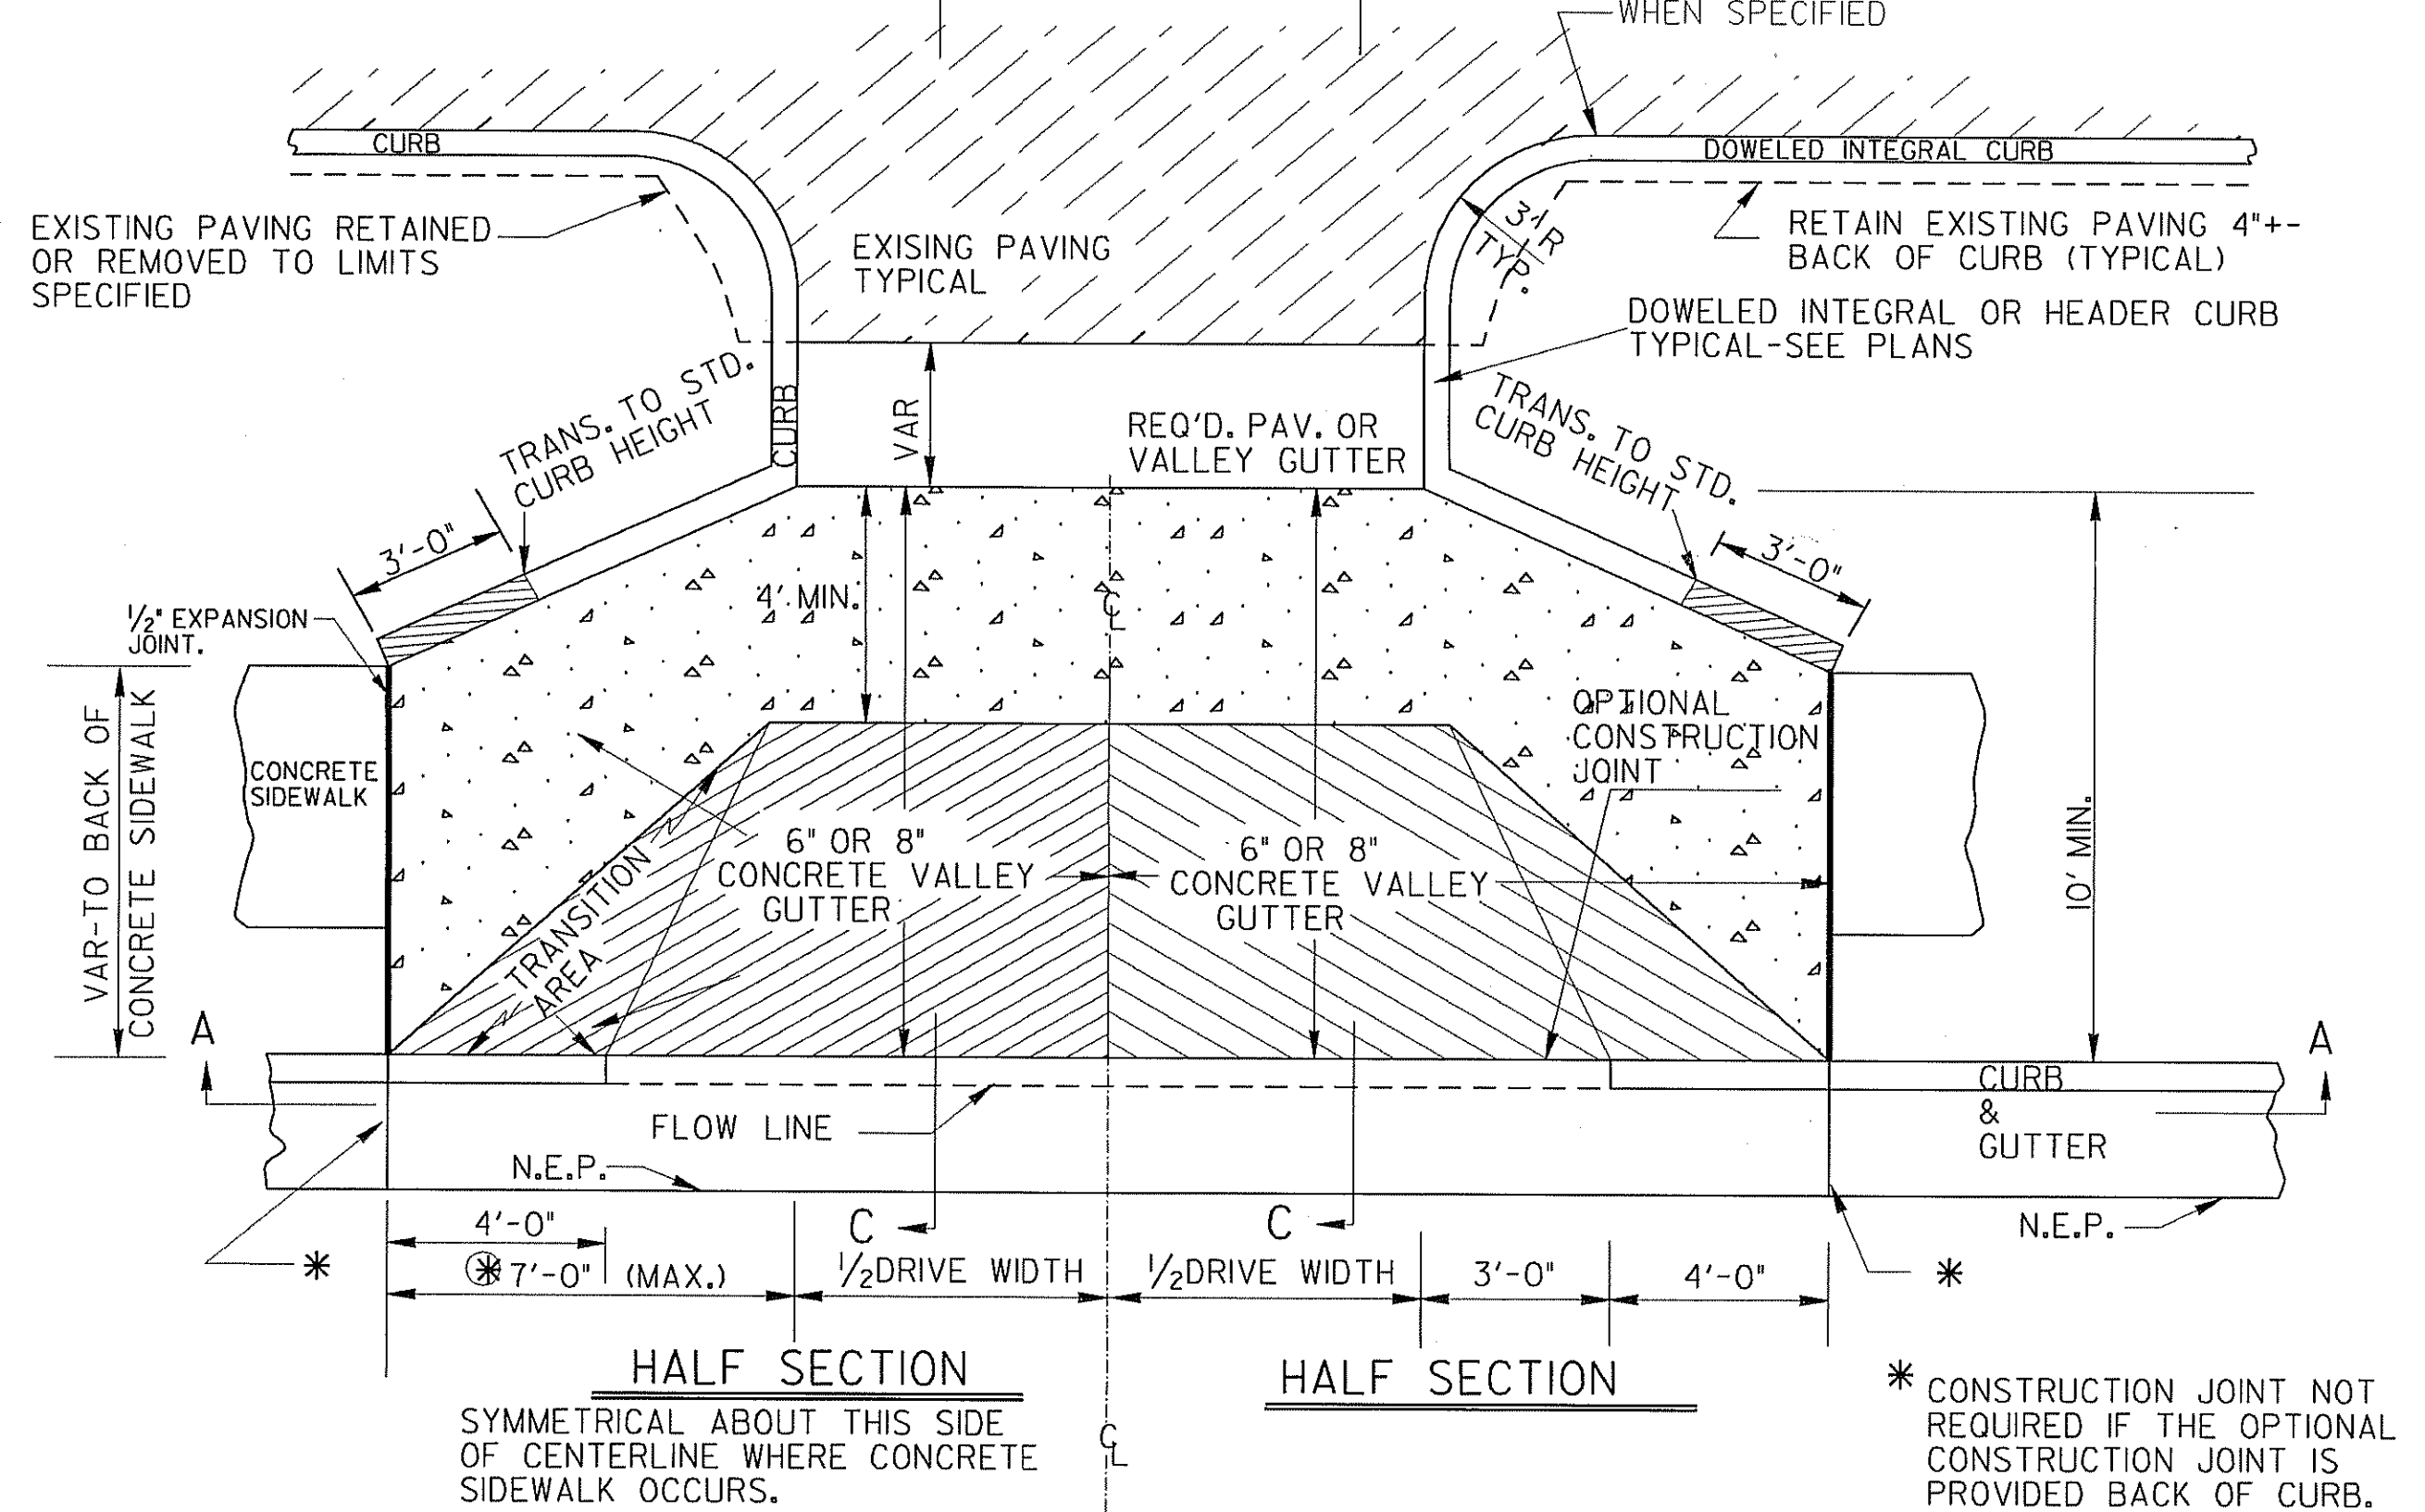 WHEN SPECIFIED
CURB
DOWELED INTEGRAL CURB
EXISTING PAVING RETAINED
OR REMOVED TO LIMITS
SPECIFIED
EXISING PAVING
TYPICAL
TYP.
RETAIN EXISTING PAVING 4"+-
BACK OF CURB (TYPICAL)
DOWELED INTEGRAL OR HEADER CURB
TYPICAL-SEE PLANS
TRANS. TO STD.
CURB HEIGHT
CURB
VAR
REQ'D. PAV. OR
VALLEY GUTTER
TRANS. TO STD.
CURB HEIGHT
3'-0"
3'-0"
½" EXPANSION
JOINT.
4' MIN.
℄
VAR-TO BACK OF
CONCRETE SIDEWALK
CONCRETE
SIDEWALK
OPTIONAL
CONSTRUCTION
JOINT
10' MIN.
6" OR 8"
CONCRETE VALLEY
GUTTER
6" OR 8"
CONCRETE VALLEY
GUTTER
TRANSITION
AREA
A
A
CURB
&
GUTTER
FLOW LINE
N.E.P.
N.E.P.
C
C
4'-0"
* 7'-0" (MAX.)
½ DRIVE WIDTH
½ DRIVE WIDTH
3'-0"
4'-0"
*
*
HALF SECTION
SYMMETRICAL ABOUT THIS SIDE
OF CENTERLINE WHERE CONCRETE
SIDEWALK OCCURS.
℄
HALF SECTION
* CONSTRUCTION JOINT NOT
REQUIRED IF THE OPTIONAL
CONSTRUCTION JOINT IS
PROVIDED BACK OF CURB.